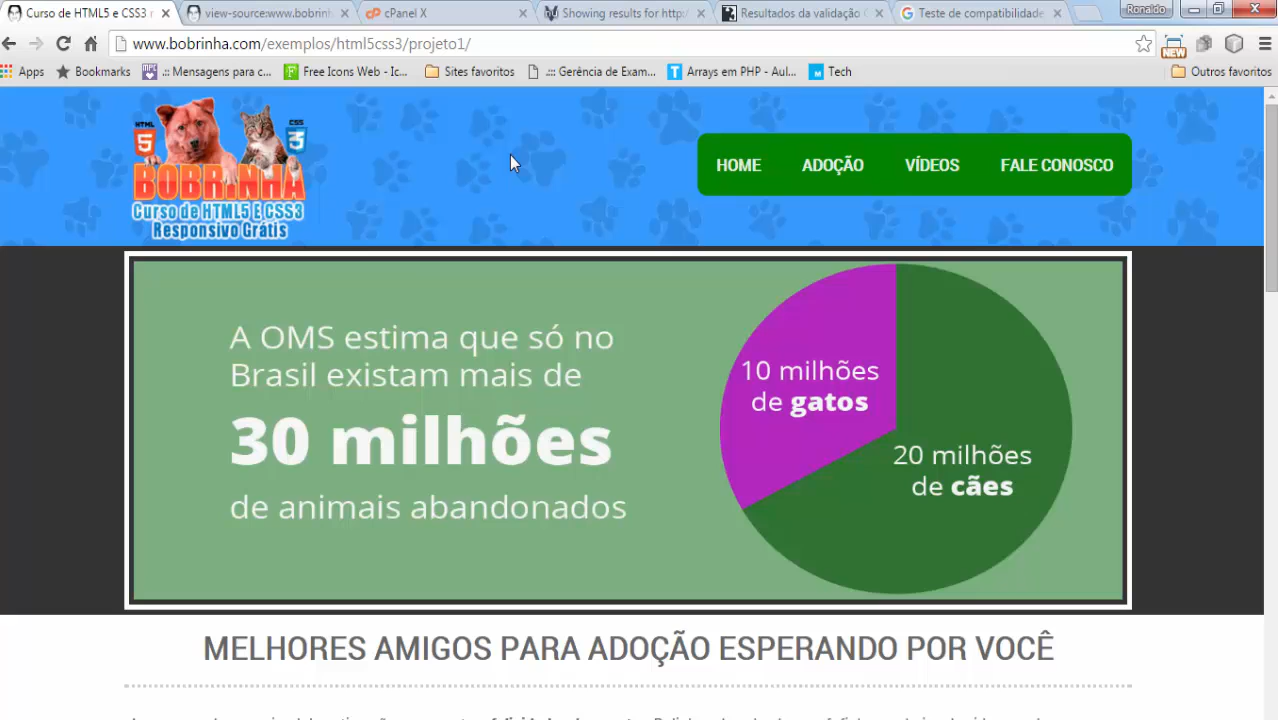 Curso de HTML5 e CSS3 r
view-source:www.bobrinh
cPanel X
Showing results for http:/
Resultados da validação
Teste de compatibilidade
Ronaldo
www.bobrinha.com/exemplos/html5css3/projeto1/
NEW
Apps
Bookmarks
.:: Mensagens para c...
Free Icons Web - Ic...
Sites favoritos
.::: Gerência de Exam...
Arrays em PHP - Aul...
Tech
Outros favoritos
HTML
5
CSS
3
BOBRINHA
Curso de HTML5 E CSS3
Responsivo Grátis
HOME
ADOÇÃO
VÍDEOS
FALE CONOSCO
A OMS estima que só no
Brasil existam mais de
30 milhões
de animais abandonados
10 milhões
de gatos
20 milhões
de cães
MELHORES AMIGOS PARA ADOÇÃO ESPERANDO POR VOCÊ